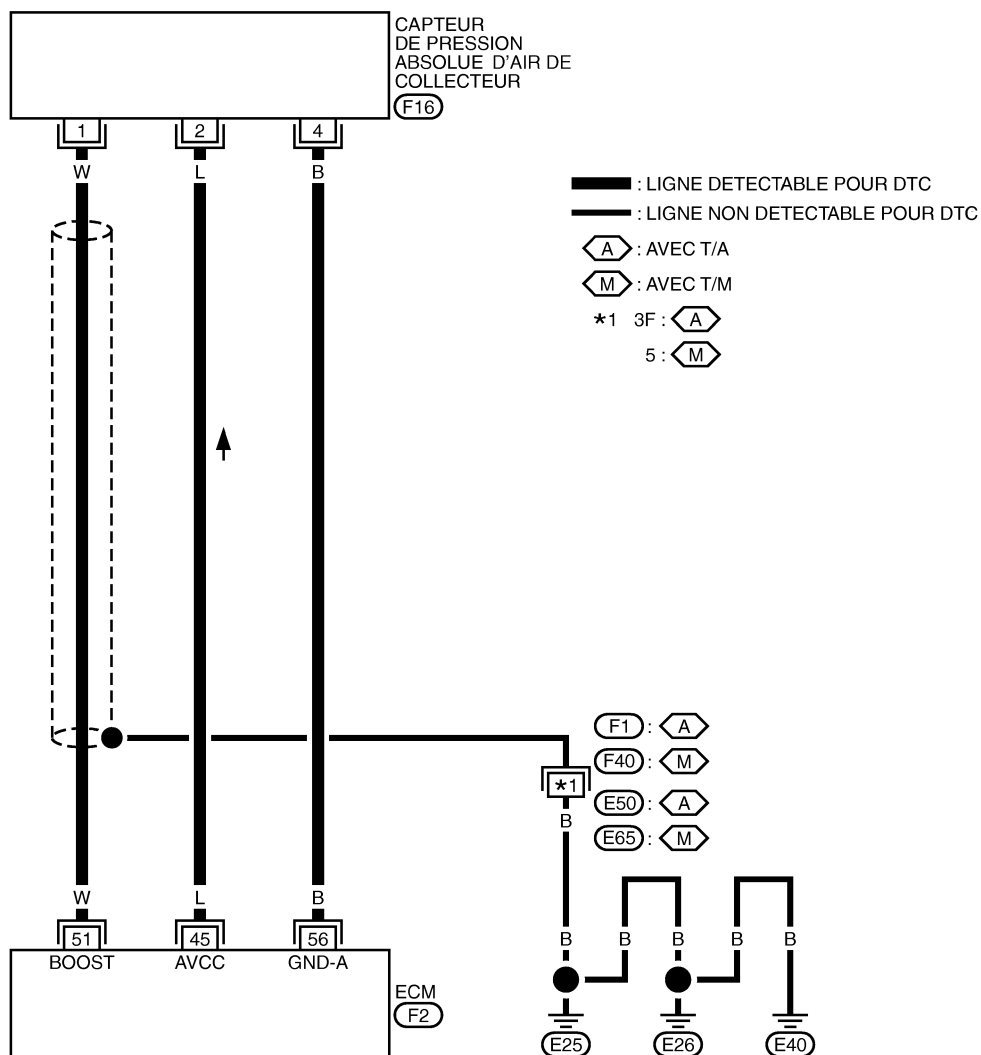 CAPTEUR
DE PRESSION
ABSOLUE D'AIR DE
COLLECTEUR
F16
1 2 4
W L B
: LIGNE DETECTABLE POUR DTC
: LIGNE NON DETECTABLE POUR DTC
A : AVEC T/A
M : AVEC T/M
*1 3F : A
5 : M
F1 : A
F40 : M
*1
E50 : A
B
E65 : M
W L B
B B B B B
51 45 56
BOOST AVCC GND-A
ECM
F2
E25 E26 E40